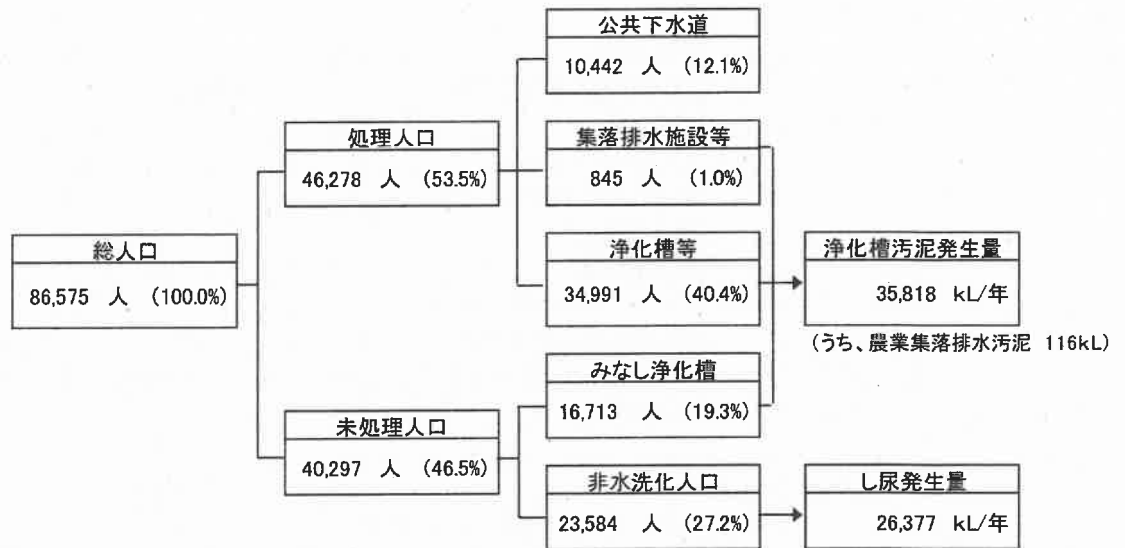 公共下水道
10,442 人 (12.1%)
処理人口
46,278 人 (53.5%)
集落排水施設等
845 人 (1.0%)
総人口
86,575 人 (100.0%)
浄化槽等
34,991 人 (40.4%)
浄化槽汚泥発生量
35,818 kL/年
(うち、農業集落排水汚泥 116kL)
みなし浄化槽
16,713 人 (19.3%)
未処理人口
40,297 人 (46.5%)
非水洗化人口
23,584 人 (27.2%)
し尿発生量
26,377 kL/年